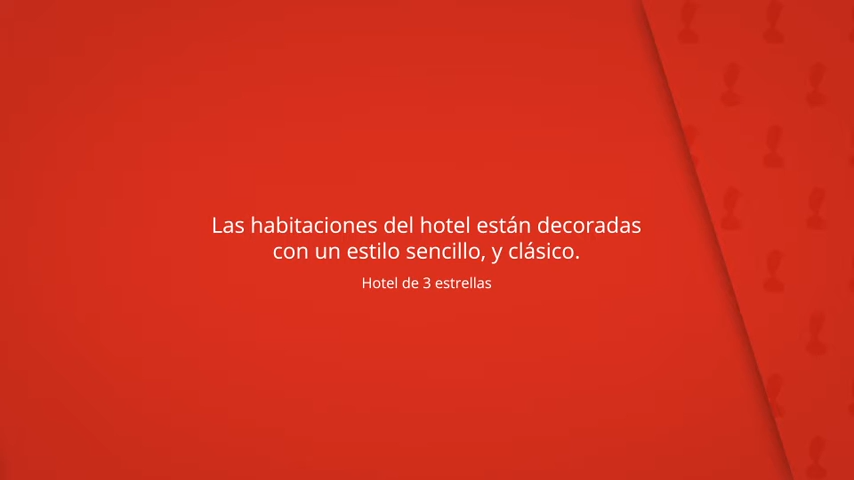 Las habitaciones del hotel están decoradas
con un estilo sencillo, y clásico.
Hotel de 3 estrellas